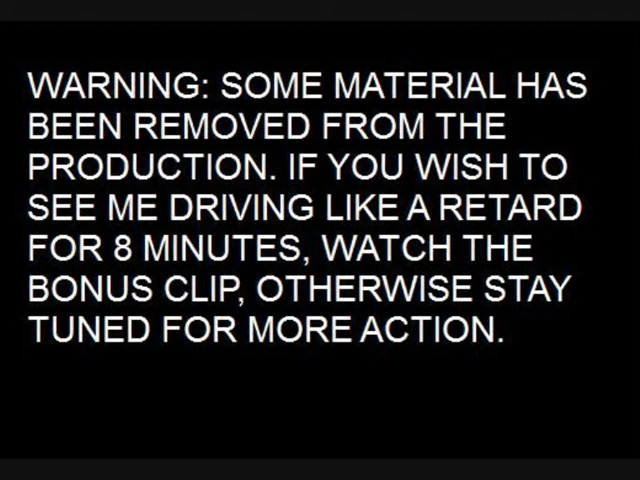 WARNING: SOME MATERIAL HAS
BEEN REMOVED FROM THE
PRODUCTION. IF YOU WISH TO
SEE ME DRIVING LIKE A RETARD
FOR 8 MINUTES, WATCH THE
BONUS CLIP, OTHERWISE STAY
TUNED FOR MORE ACTION.